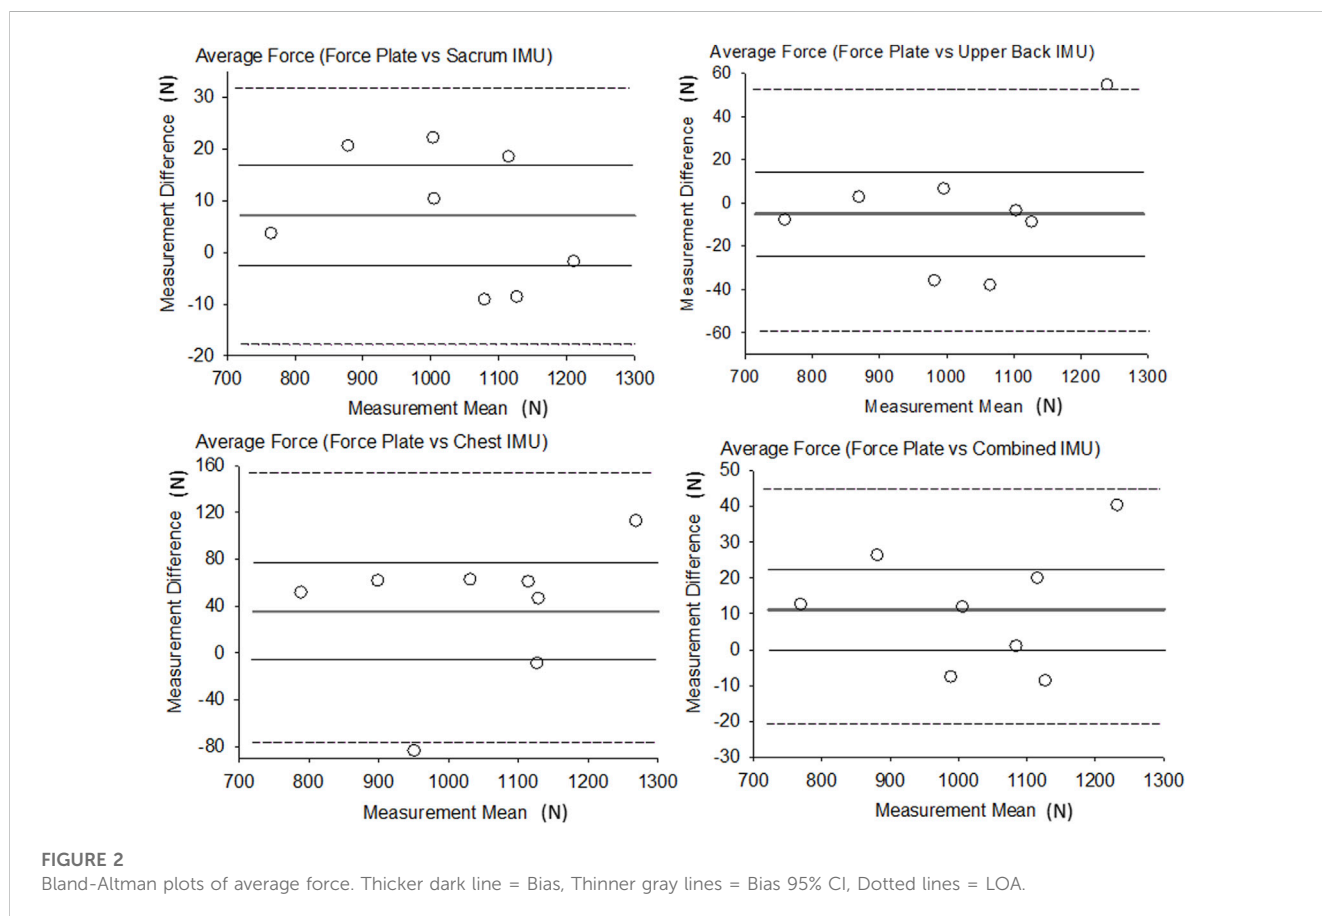 Average Force (Force Plate vs Sacrum IMU)
Measurement Difference (N)
30
20
10
0
-10
-20
700 800 900 1000 1100 1200 1300
Measurement Mean (N)
Average Force (Force Plate vs Upper Back IMU)
Measurement Difference (N)
60
40
20
0
-20
-40
-60
700 800 900 1000 1100 1200 1300
Measurement Mean (N)
Average Force (Force Plate vs Chest IMU)
Measurement Difference (N)
160
120
80
40
0
-40
-80
700 800 900 1000 1100 1200 1300
Measurement Mean (N)
Average Force (Force Plate vs Combined IMU)
Measurement Difference (N)
50
40
30
20
10
0
-10
-20
-30
700 800 900 1000 1100 1200 1300
Measurement Mean (N)
FIGURE 2
Bland-Altman plots of average force. Thicker dark line = Bias, Thinner gray lines = Bias 95% CI, Dotted lines = LOA.